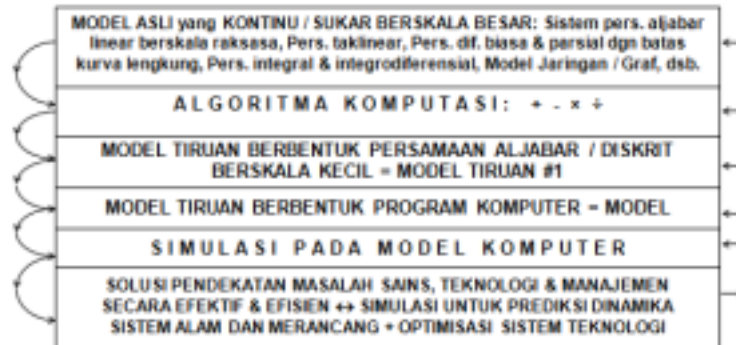 MODEL ASLI yang KONTINU / SUKAR BERSKALA BESAR: Sistem pers. aljabar
linear berskala raksasa, Pers. taklinear, Pers. dif. biasa & parsial dgn batas
kurva lengkung, Pers. integral & integrodiferensial, Model Jaringan / Graf, dsb.
ALGORITMA KOMPUTASI: + - × ÷
MODEL TIRUAN BERBENTUK PERSAMAAN ALJABAR / DISKRIT
BERSKALA KECIL = MODEL TIRUAN #1
MODEL TIRUAN BERBENTUK PROGRAM KOMPUTER = MODEL
SIMULASI PADA MODEL KOMPUTER
SOLUSI PENDEKATAN MASALAH SAINS, TEKNOLOGI & MANAJEMEN
SECARA EFEKTIF & EFISIEN ↔ SIMULASI UNTUK PREDIKSI DINAMIKA
SISTEM ALAM DAN MERANCANG + OPTIMISASI SISTEM TEKNOLOGI